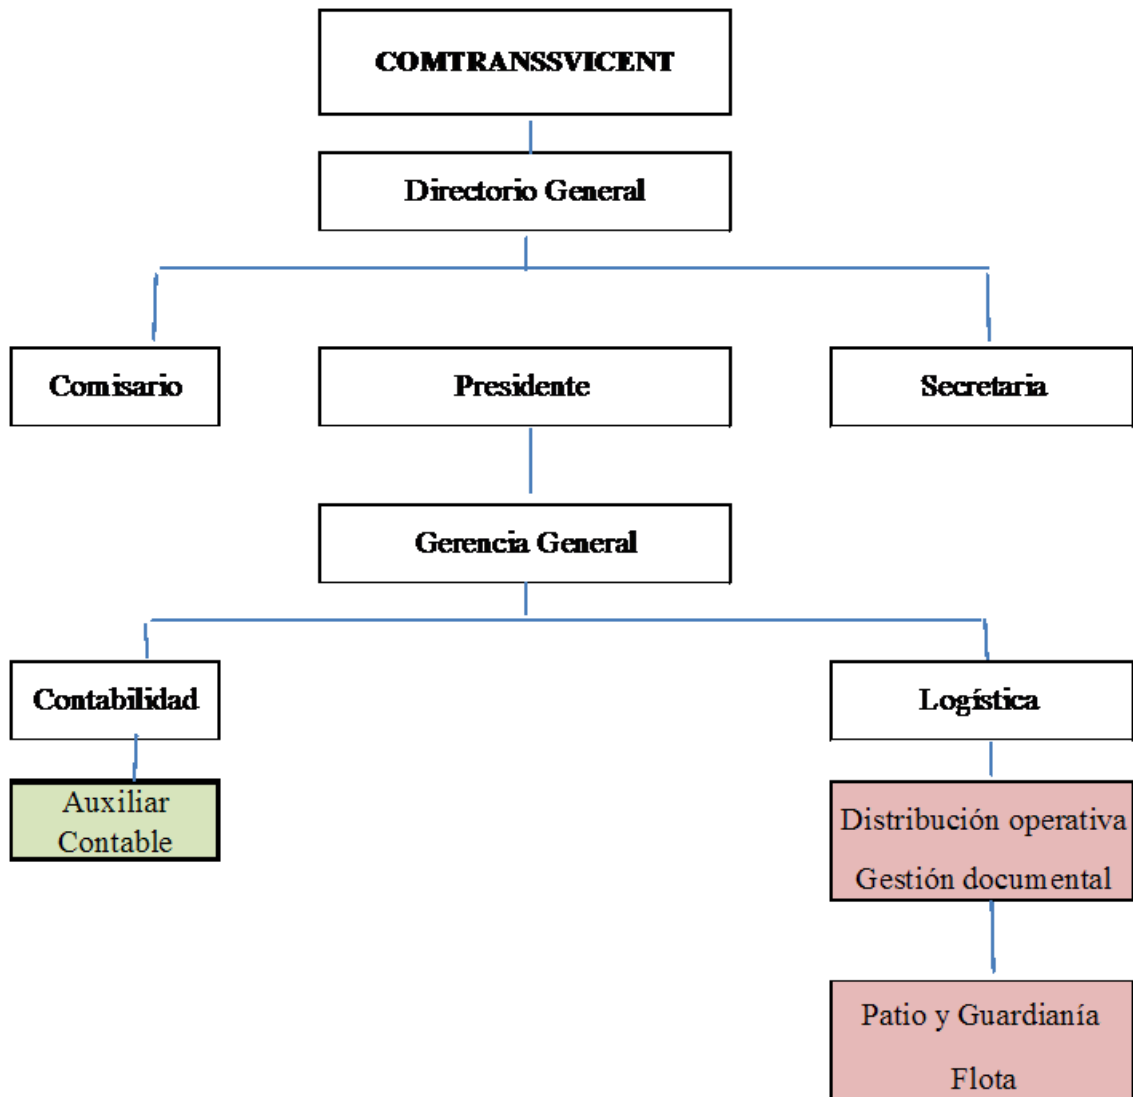 COMTRANSSVICENT
Directorio General
Comisario
Presidente
Secretaria
Gerencia General
Contabilidad
Logística
Auxiliar
Contable
Distribución operativa
Gestión documental
Patio y Guardianía
Flota